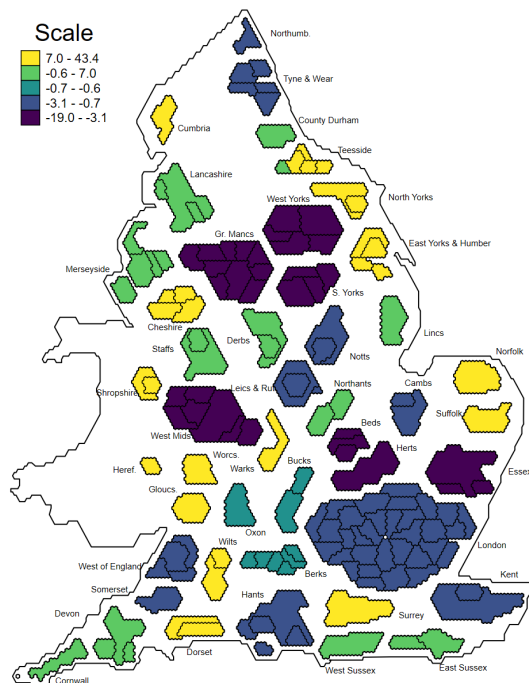 Scale
7.0 - 43.4
-0.6 - 7.0
-0.7 - -0.6
-3.1 - -0.7
-19.0 - -3.1
Northumb.
Tyne & Wear
County Durham
Cumbria
Teesside
Lancashire
North Yorks
West Yorks
Gr. Mancs
East Yorks & Humber
Merseyside
S. Yorks
Cheshire
Lincs
Staffs
Derbs
Notts
Norfolk
Shropshire
Leics & Rut
Northants
Cambs
Suffolk
West Mids
Beds
Herts
Worcs.
Warks
Bucks
Heref.
Essex
Gloucs.
Oxon
Wilts
London
West of England
Berks
Kent
Somerset
Hants
Devon
Surrey
Dorset
West Sussex
East Sussex
Cornwall